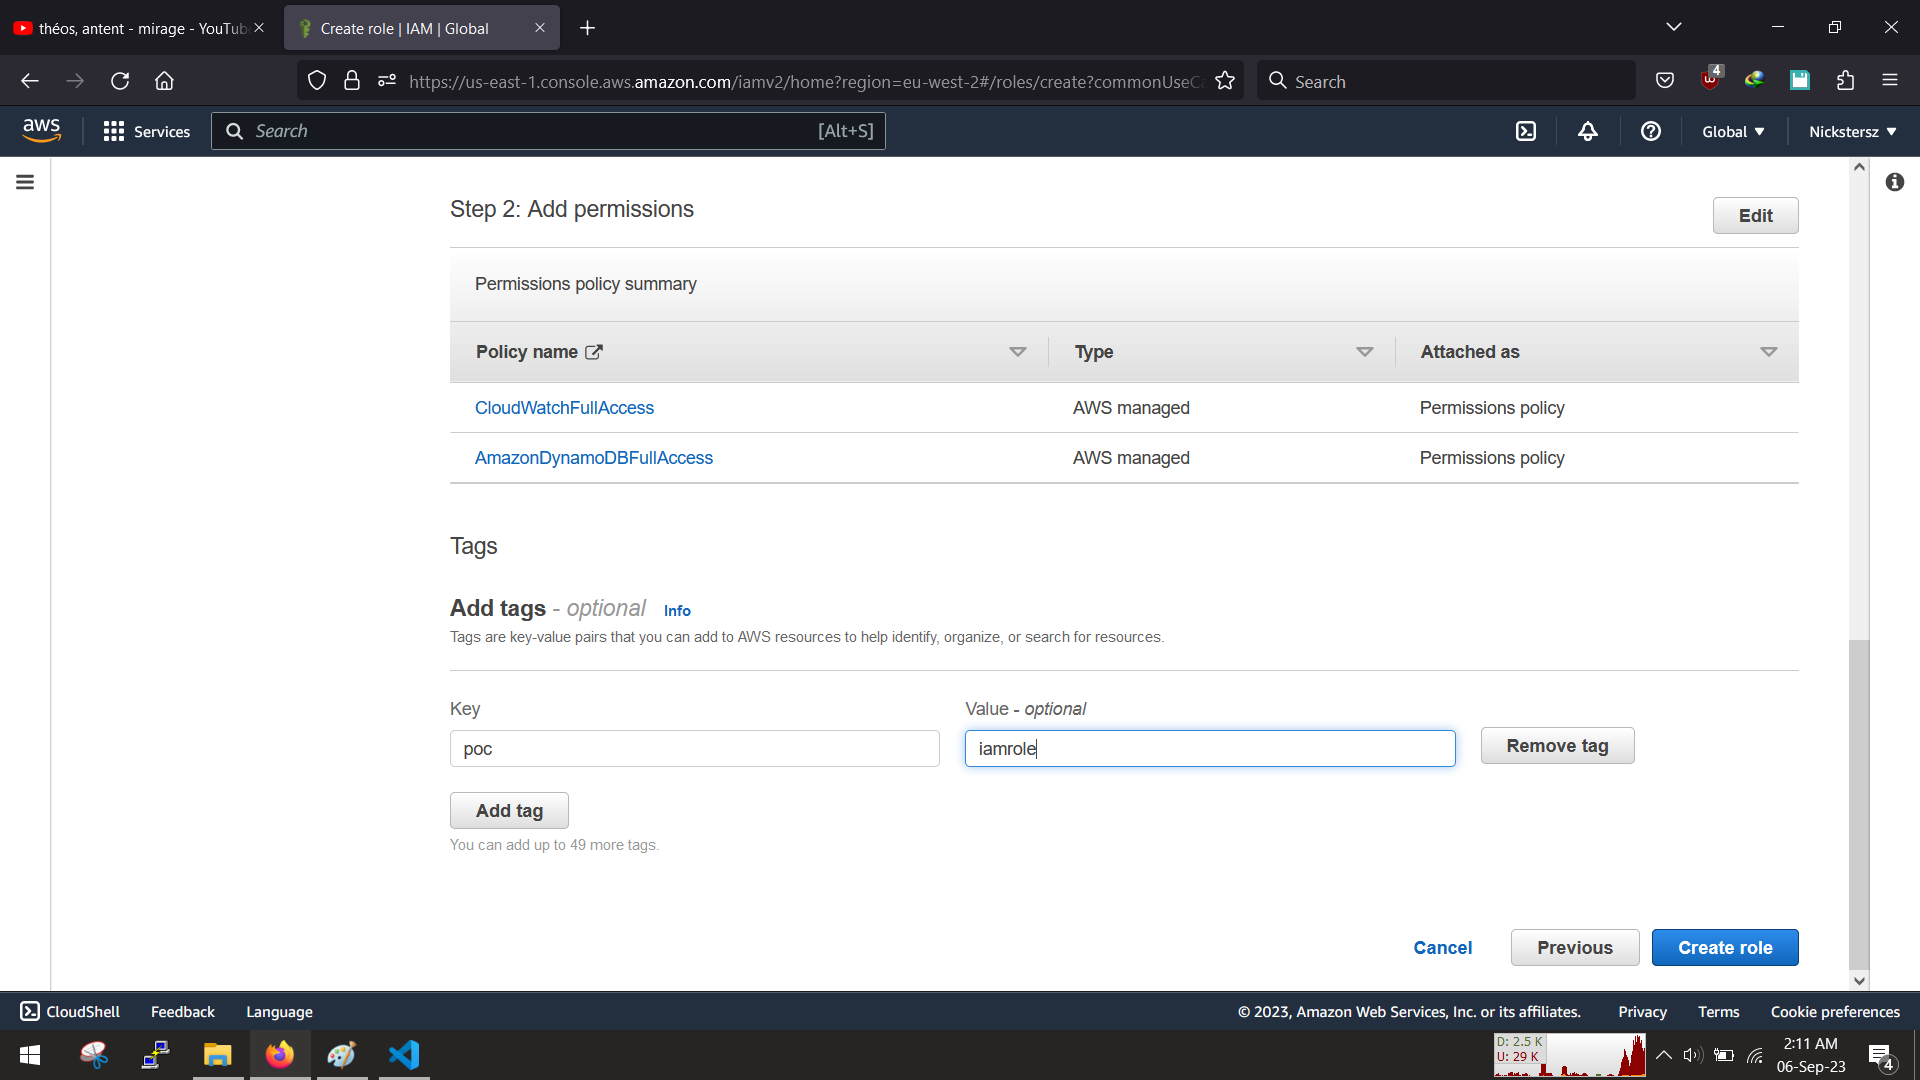 théos, antent - mirage - YouTube
Create role | IAM | Global
https://us-east-1.console.aws.amazon.com/iamv2/home?region=eu-west-2#/roles/create?commonUseCa
Search
4
aws
Services
Search
[Alt+S]
Global
Nickstersz
Step 2: Add permissions
Edit
Permissions policy summary
Policy name
Type
Attached as
CloudWatchFullAccess
AWS managed
Permissions policy
AmazonDynamoDBFullAccess
AWS managed
Permissions policy
Tags
Add tags - optional
Info
Tags are key-value pairs that you can add to AWS resources to help identify, organize, or search for resources.
Key
Value - optional
poc
iamrole
Remove tag
Add tag
You can add up to 49 more tags.
Cancel
Previous
Create role
CloudShell
Feedback
Language
© 2023, Amazon Web Services, Inc. or its affiliates.
Privacy
Terms
Cookie preferences
D: 2.5 K
U: 29 K
2:11 AM
06-Sep-23
4